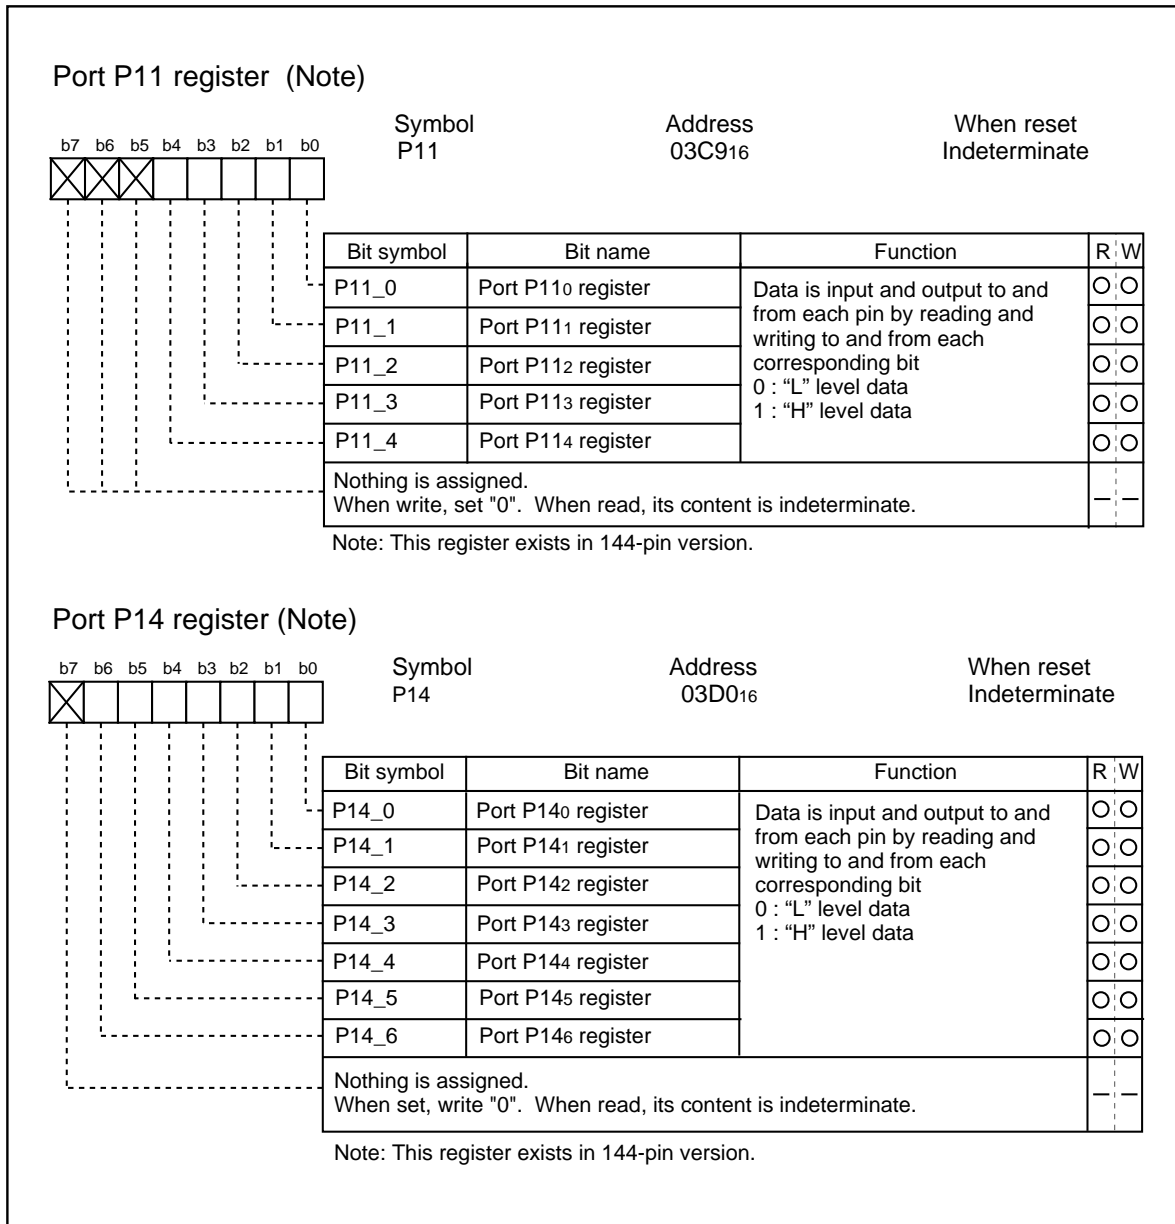 Port P11 register (Note)
Symbol Address When reset
P11 03C916 Indeterminate
b7 b6 b5 b4 b3 b2 b1 b0
Bit symbol Bit name Function R W
P11_0 Port P110 register
P11_1 Port P111 register
P11_2 Port P112 register
P11_3 Port P113 register
P11_4 Port P114 register
Data is input and output to and
from each pin by reading and
writing to and from each
corresponding bit
0 : “L” level data
1 : “H” level data
Nothing is assigned.
When write, set "0". When read, its content is indeterminate.
Note: This register exists in 144-pin version.
Port P14 register (Note)
Symbol Address When reset
P14 03D016 Indeterminate
b7 b6 b5 b4 b3 b2 b1 b0
Bit symbol Bit name Function R W
P14_0 Port P140 register
P14_1 Port P141 register
P14_2 Port P142 register
P14_3 Port P143 register
P14_4 Port P144 register
P14_5 Port P145 register
P14_6 Port P146 register
Data is input and output to and
from each pin by reading and
writing to and from each
corresponding bit
0 : “L” level data
1 : “H” level data
Nothing is assigned.
When set, write "0". When read, its content is indeterminate.
Note: This register exists in 144-pin version.